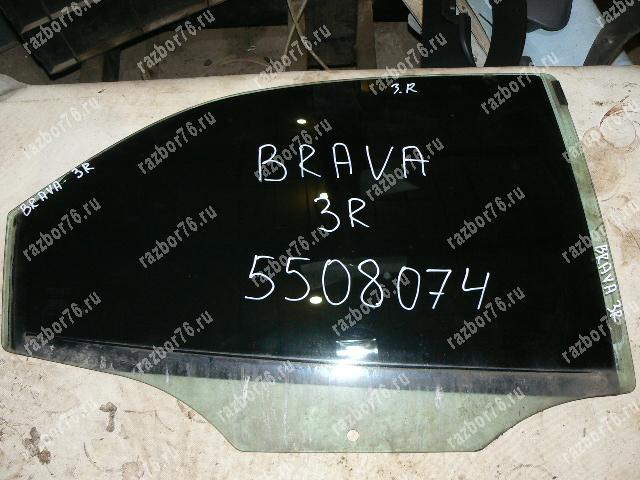 3.R
BRAVA
BRAVA - 3R
3R
5508074
BRAVA 3R
razbor76.ru